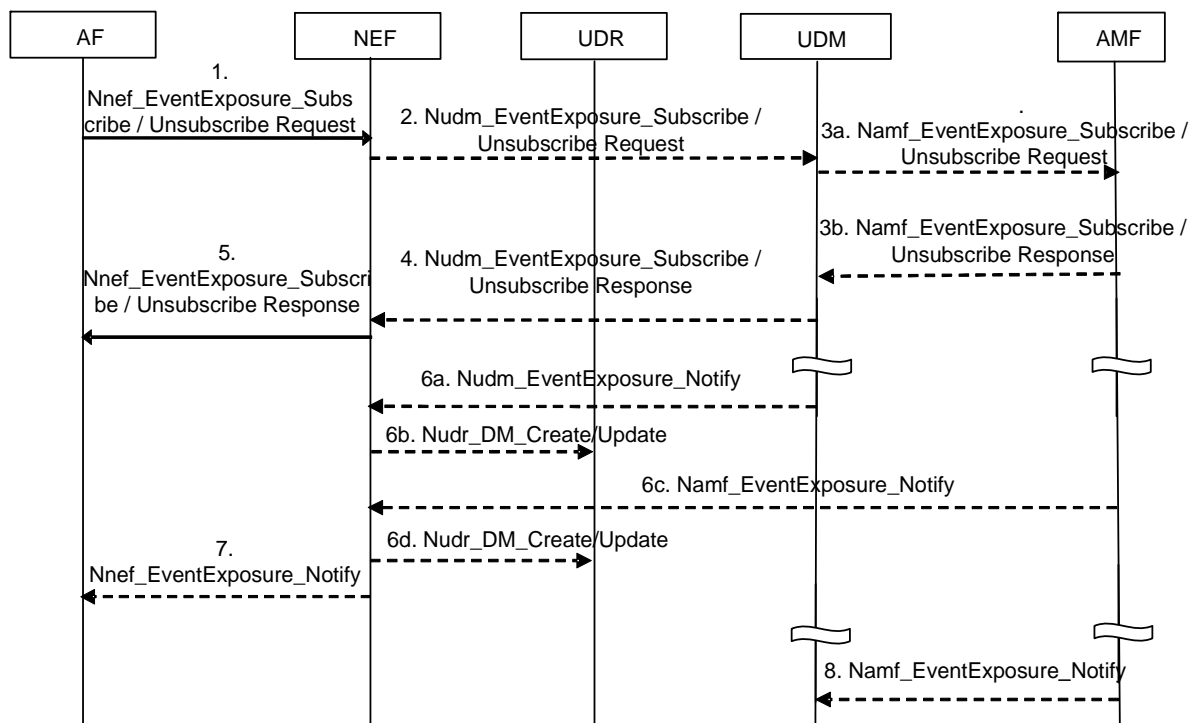 AF
NEF
UDR
UDM
AMF
1.
Nnef_EventExposure_Subs
cribe / Unsubscribe Request
2. Nudm_EventExposure_Subscribe /
Unsubscribe Request
.
3a. Namf_EventExposure_Subscribe /
Unsubscribe Request
3b. Namf_EventExposure_Subscribe /
Unsubscribe Response
4. Nudm_EventExposure_Subscribe /
Unsubscribe Response
5.
Nnef_EventExposure_Subscri
be / Unsubscribe Response
6a. Nudm_EventExposure_Notify
6b. Nudr_DM_Create/Update
6c. Namf_EventExposure_Notify
6d. Nudr_DM_Create/Update
7.
Nnef_EventExposure_Notify
8. Namf_EventExposure_Notify